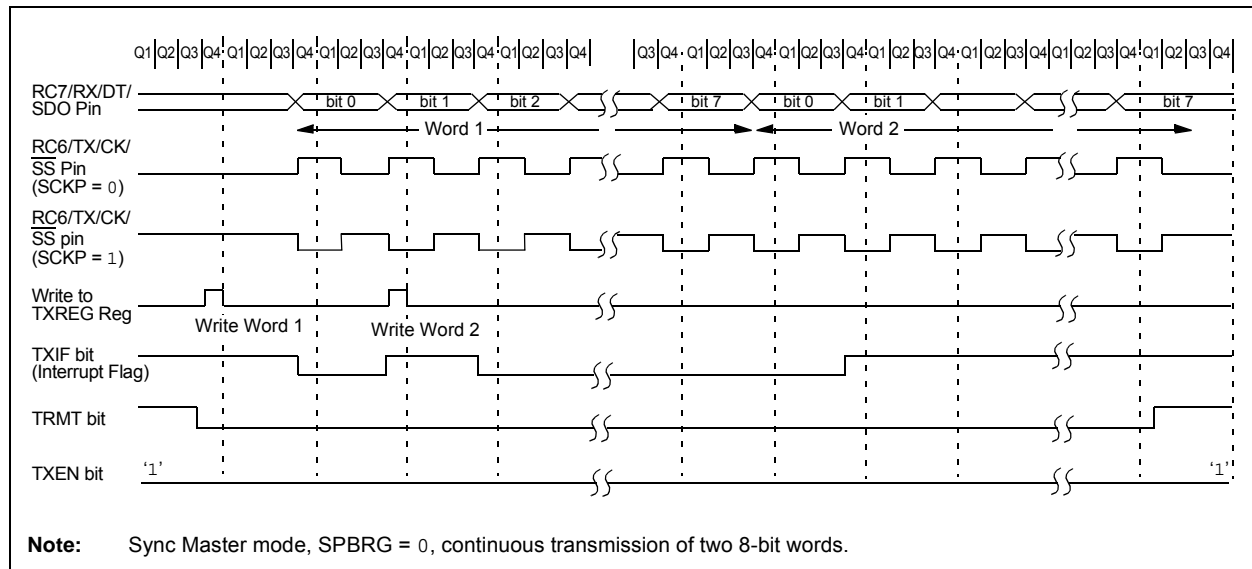 Q1 Q2 Q3 Q4 Q1 Q2 Q3 Q4 Q1 Q2 Q3 Q4 Q1 Q2 Q3 Q4 Q1 Q2 Q3 Q4 Q3 Q4 Q1 Q2 Q3 Q4 Q1 Q2 Q3 Q4 Q1 Q2 Q3 Q4 Q1 Q2 Q3 Q4 Q1 Q2 Q3 Q4 Q1 Q2 Q3 Q4
RC7/RX/DT/
SDO Pin
bit 0 bit 1 bit 2 bit 7 bit 0 bit 1 bit 7
Word 1 Word 2
RC6/TX/CK/
SS Pin
(SCKP = 0)
RC6/TX/CK/
SS pin
(SCKP = 1)
Write to
TXREG Reg
Write Word 1 Write Word 2
TXIF bit
(Interrupt Flag)
TRMT bit
TXEN bit
‘1’ ‘1’
Note: Sync Master mode, SPBRG = 0, continuous transmission of two 8-bit words.